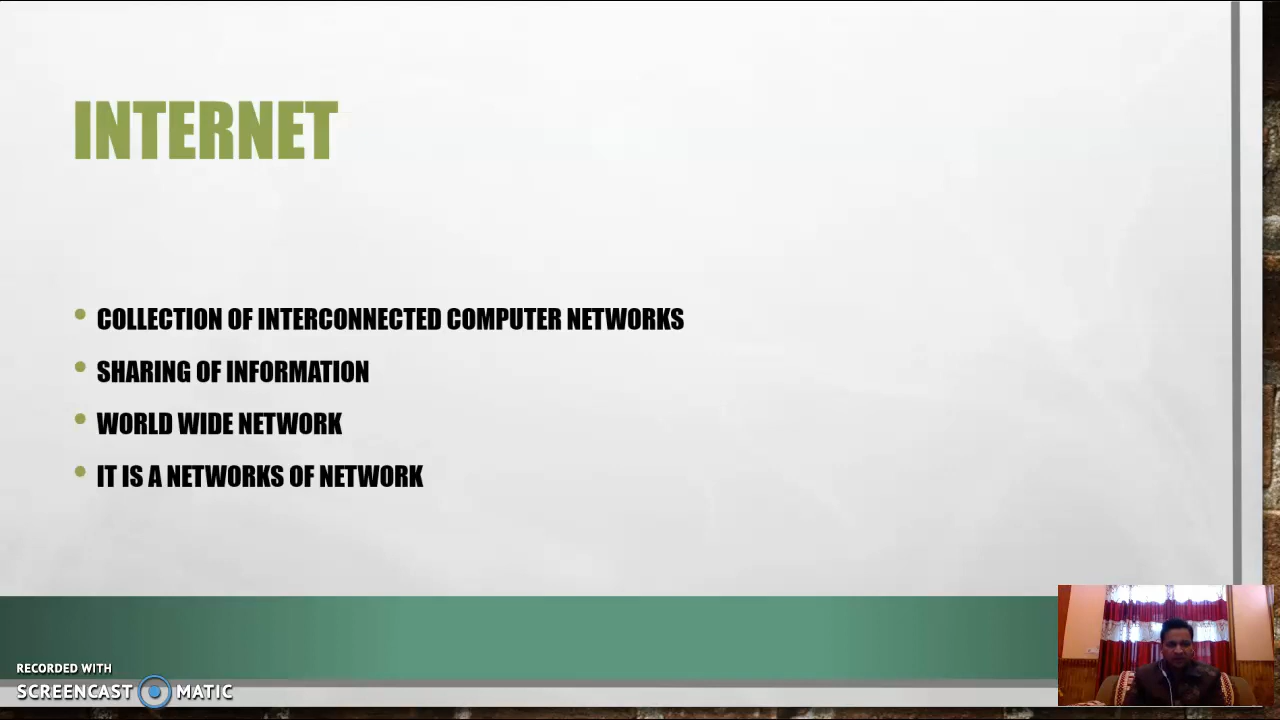 INTERNET
COLLECTION OF INTERCONNECTED COMPUTER NETWORKS
SHARING OF INFORMATION
WORLD WIDE NETWORK
IT IS A NETWORKS OF NETWORK
RECORDED WITH
SCREENCAST MATIC